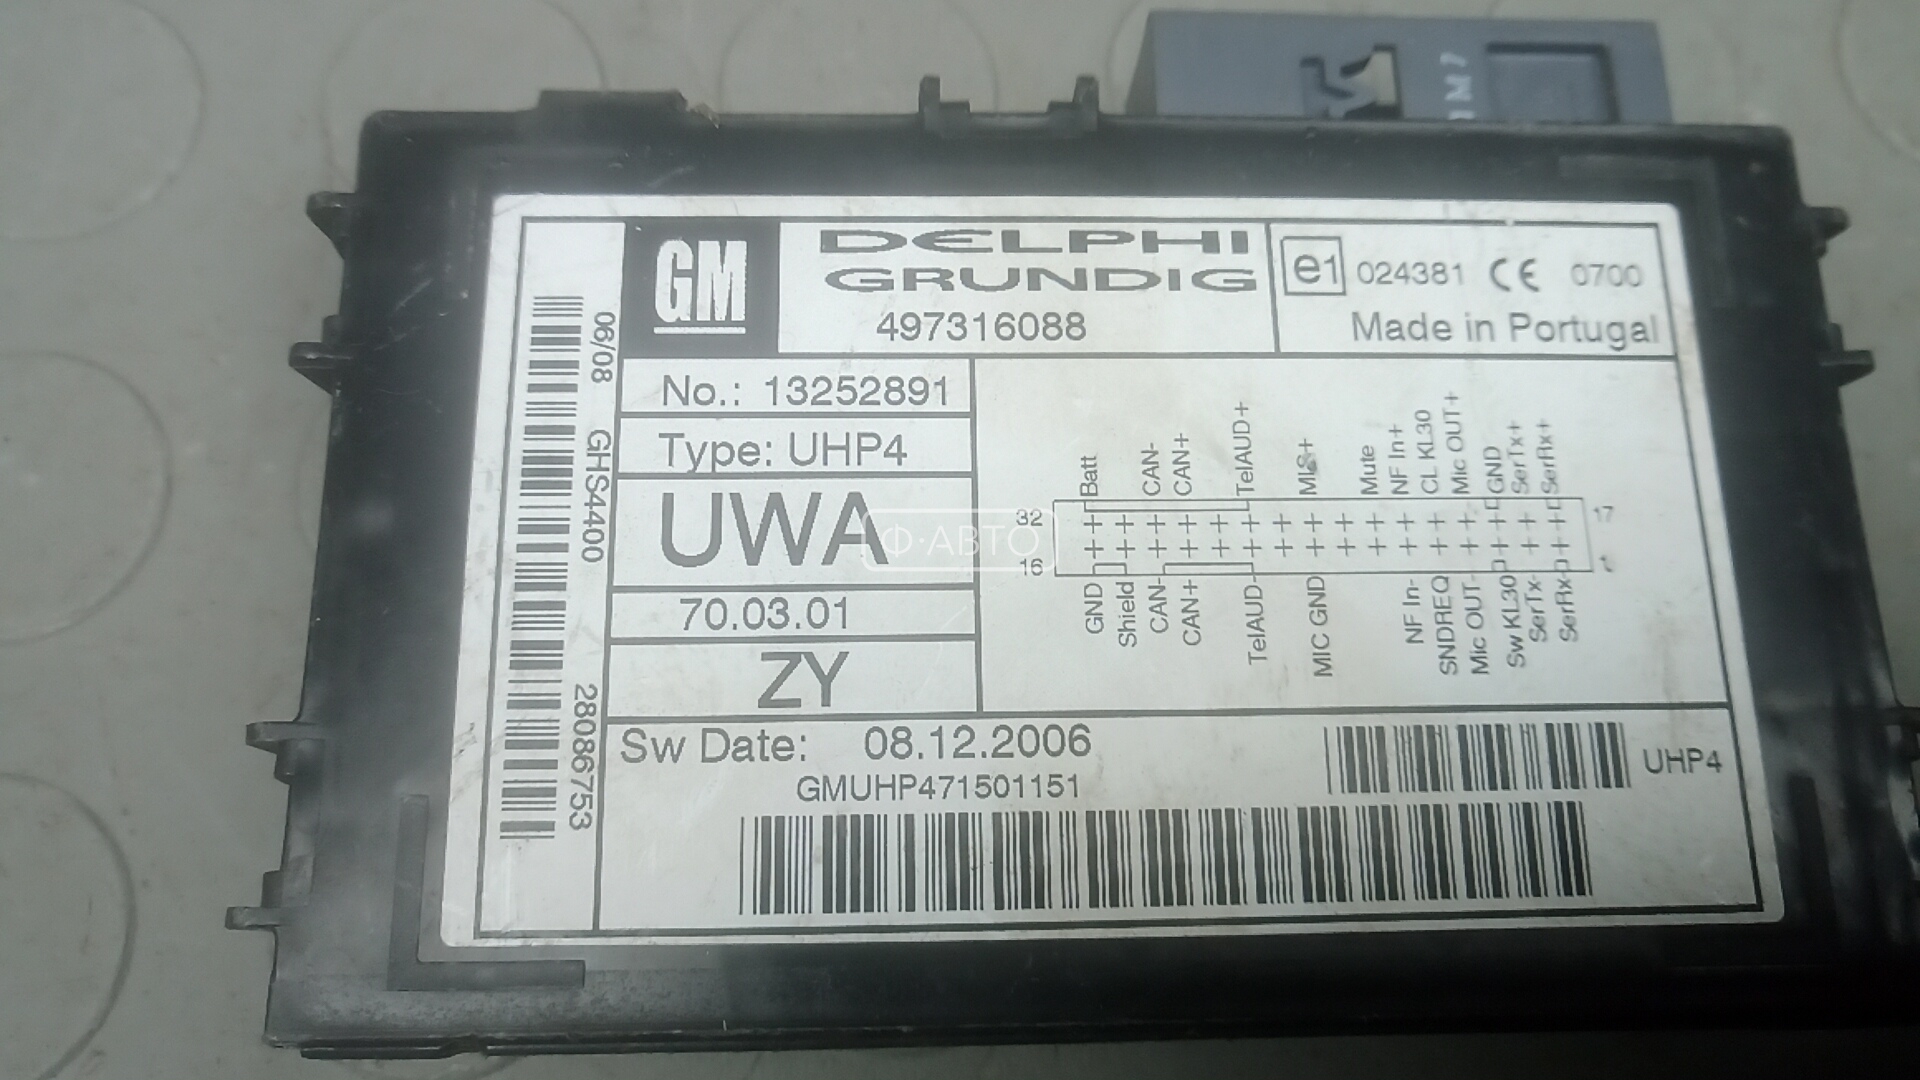 GM
DELPHI
GRUNDIG
497316088
e1 024381 CE 0700
Made in Portugal
06/08 GHS4400 28086753
No.: 13252891
Type: UHP4
UWA
70.03.01
ZY
Batt CAN- CAN+ TelAUD+ MIS+ Mute NF In+ CL KL30 Mic OUT+ GND SerTx+ SerRx+
32 17
16 1
GND Shield CAN- CAN+ TelAUD- MIC GND NF In- SNDREQ Mic OUT- Sw KL30 SerTx- SerRx-
Ф·АВТО
Sw Date: 08.12.2006
GMUHP471501151
UHP4